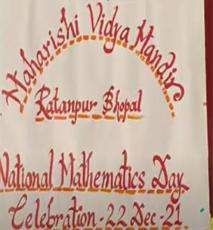 Maharishi Vidya Mandir
Ratanpur Bhopal
National Mathematics Day
Celebration - 22 Dec - 21